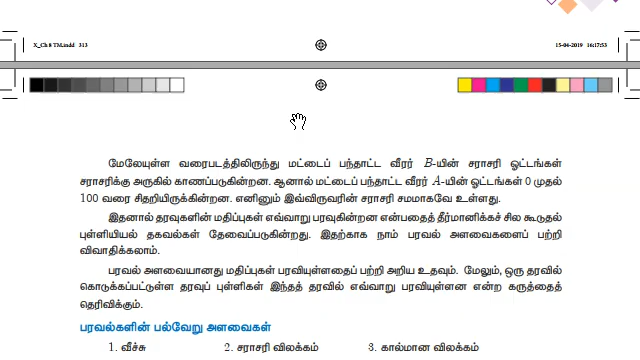 X_Ch 8 TM.indd   313
15-04-2019   16:17:53
மேலேயுள்ள வரைபடத்திலிருந்து மட்டைப் பந்தாட்ட வீரர் B-யின் சராசரி ஓட்டங்கள்
சராசரிக்கு அருகில் காணப்படுகின்றன. ஆனால் மட்டைப் பந்தாட்ட வீரர் A-யின் ஓட்டங்கள் 0 முதல்
100 வரை சிதறியிருக்கின்றன. எனினும் இவ்விருவரின் சராசரி சமமாகவே உள்ளது.
இதனால் தரவுகளின் மதிப்புகள் எவ்வாறு பரவுகின்றன என்பதைத் தீர்மானிக்கச் சில கூடுதல்
புள்ளியியல் தகவல்கள் தேவைப்படுகின்றது. இதற்காக நாம் பரவல் அளவைகளைப் பற்றி
விவாதிக்கலாம்.
பரவல் அளவையானது மதிப்புகள் பரவியுள்ளதைப் பற்றி அறிய உதவும். மேலும், ஒரு தரவில்
கொடுக்கப்பட்டுள்ள தரவுப் புள்ளிகள் இந்தத் தரவில் எவ்வாறு பரவியுள்ளன என்ற கருத்தைத்
தெரிவிக்கும்.
பரவல்களின் பல்வேறு அளவைகள்
1. வீச்சு 2. சராசரி விலக்கம் 3. கால்மான விலக்கம்